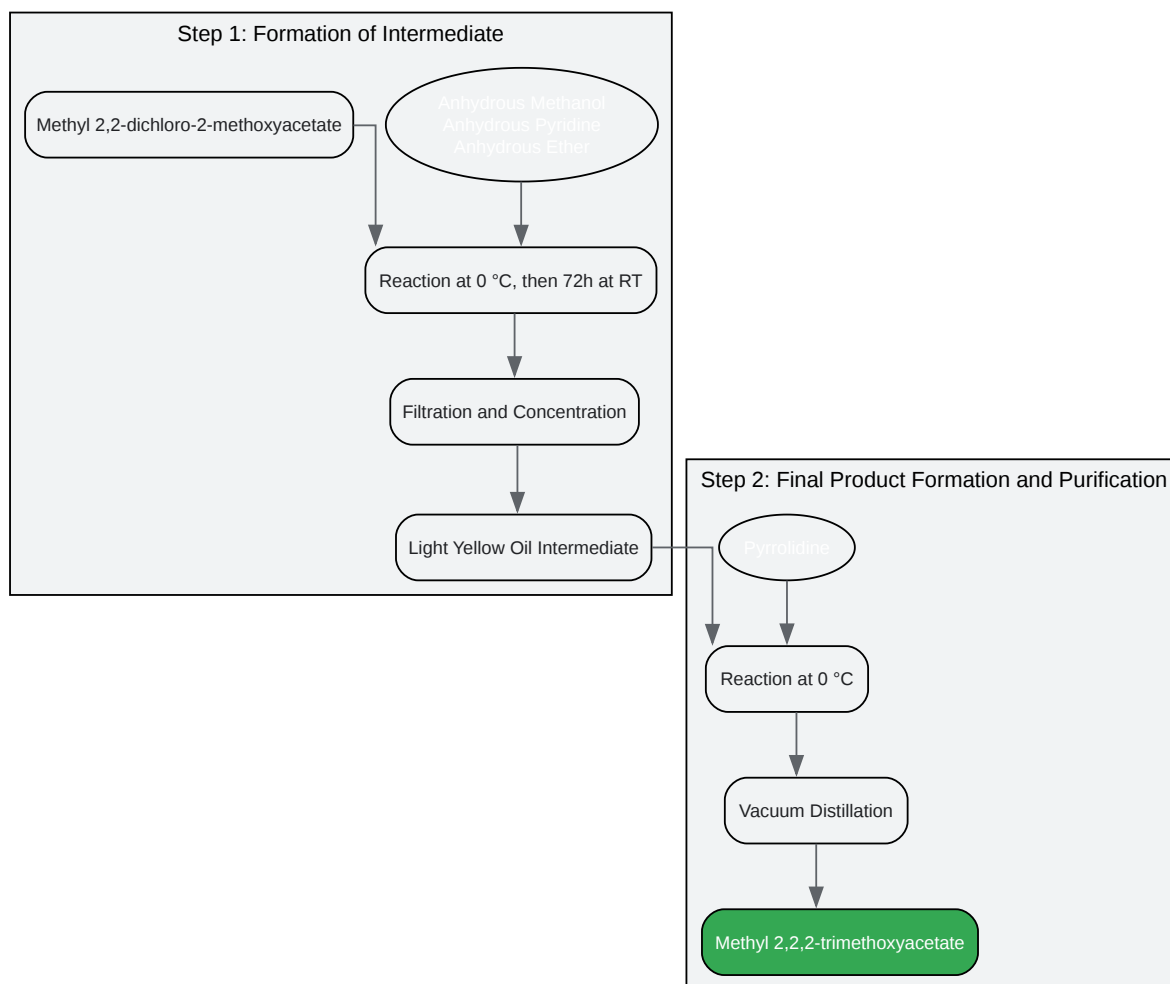 Step 1: Formation of Intermediate
Methyl 2,2-dichloro-2-methoxyacetate
Anhydrous Methanol
Anhydrous Pyridine
Anhydrous Ether
Reaction at 0 °C, then 72h at RT
Filtration and Concentration
Light Yellow Oil Intermediate
Step 2: Final Product Formation and Purification
Pyrrolidine
Reaction at 0 °C
Vacuum Distillation
Methyl 2,2,2-trimethoxyacetate